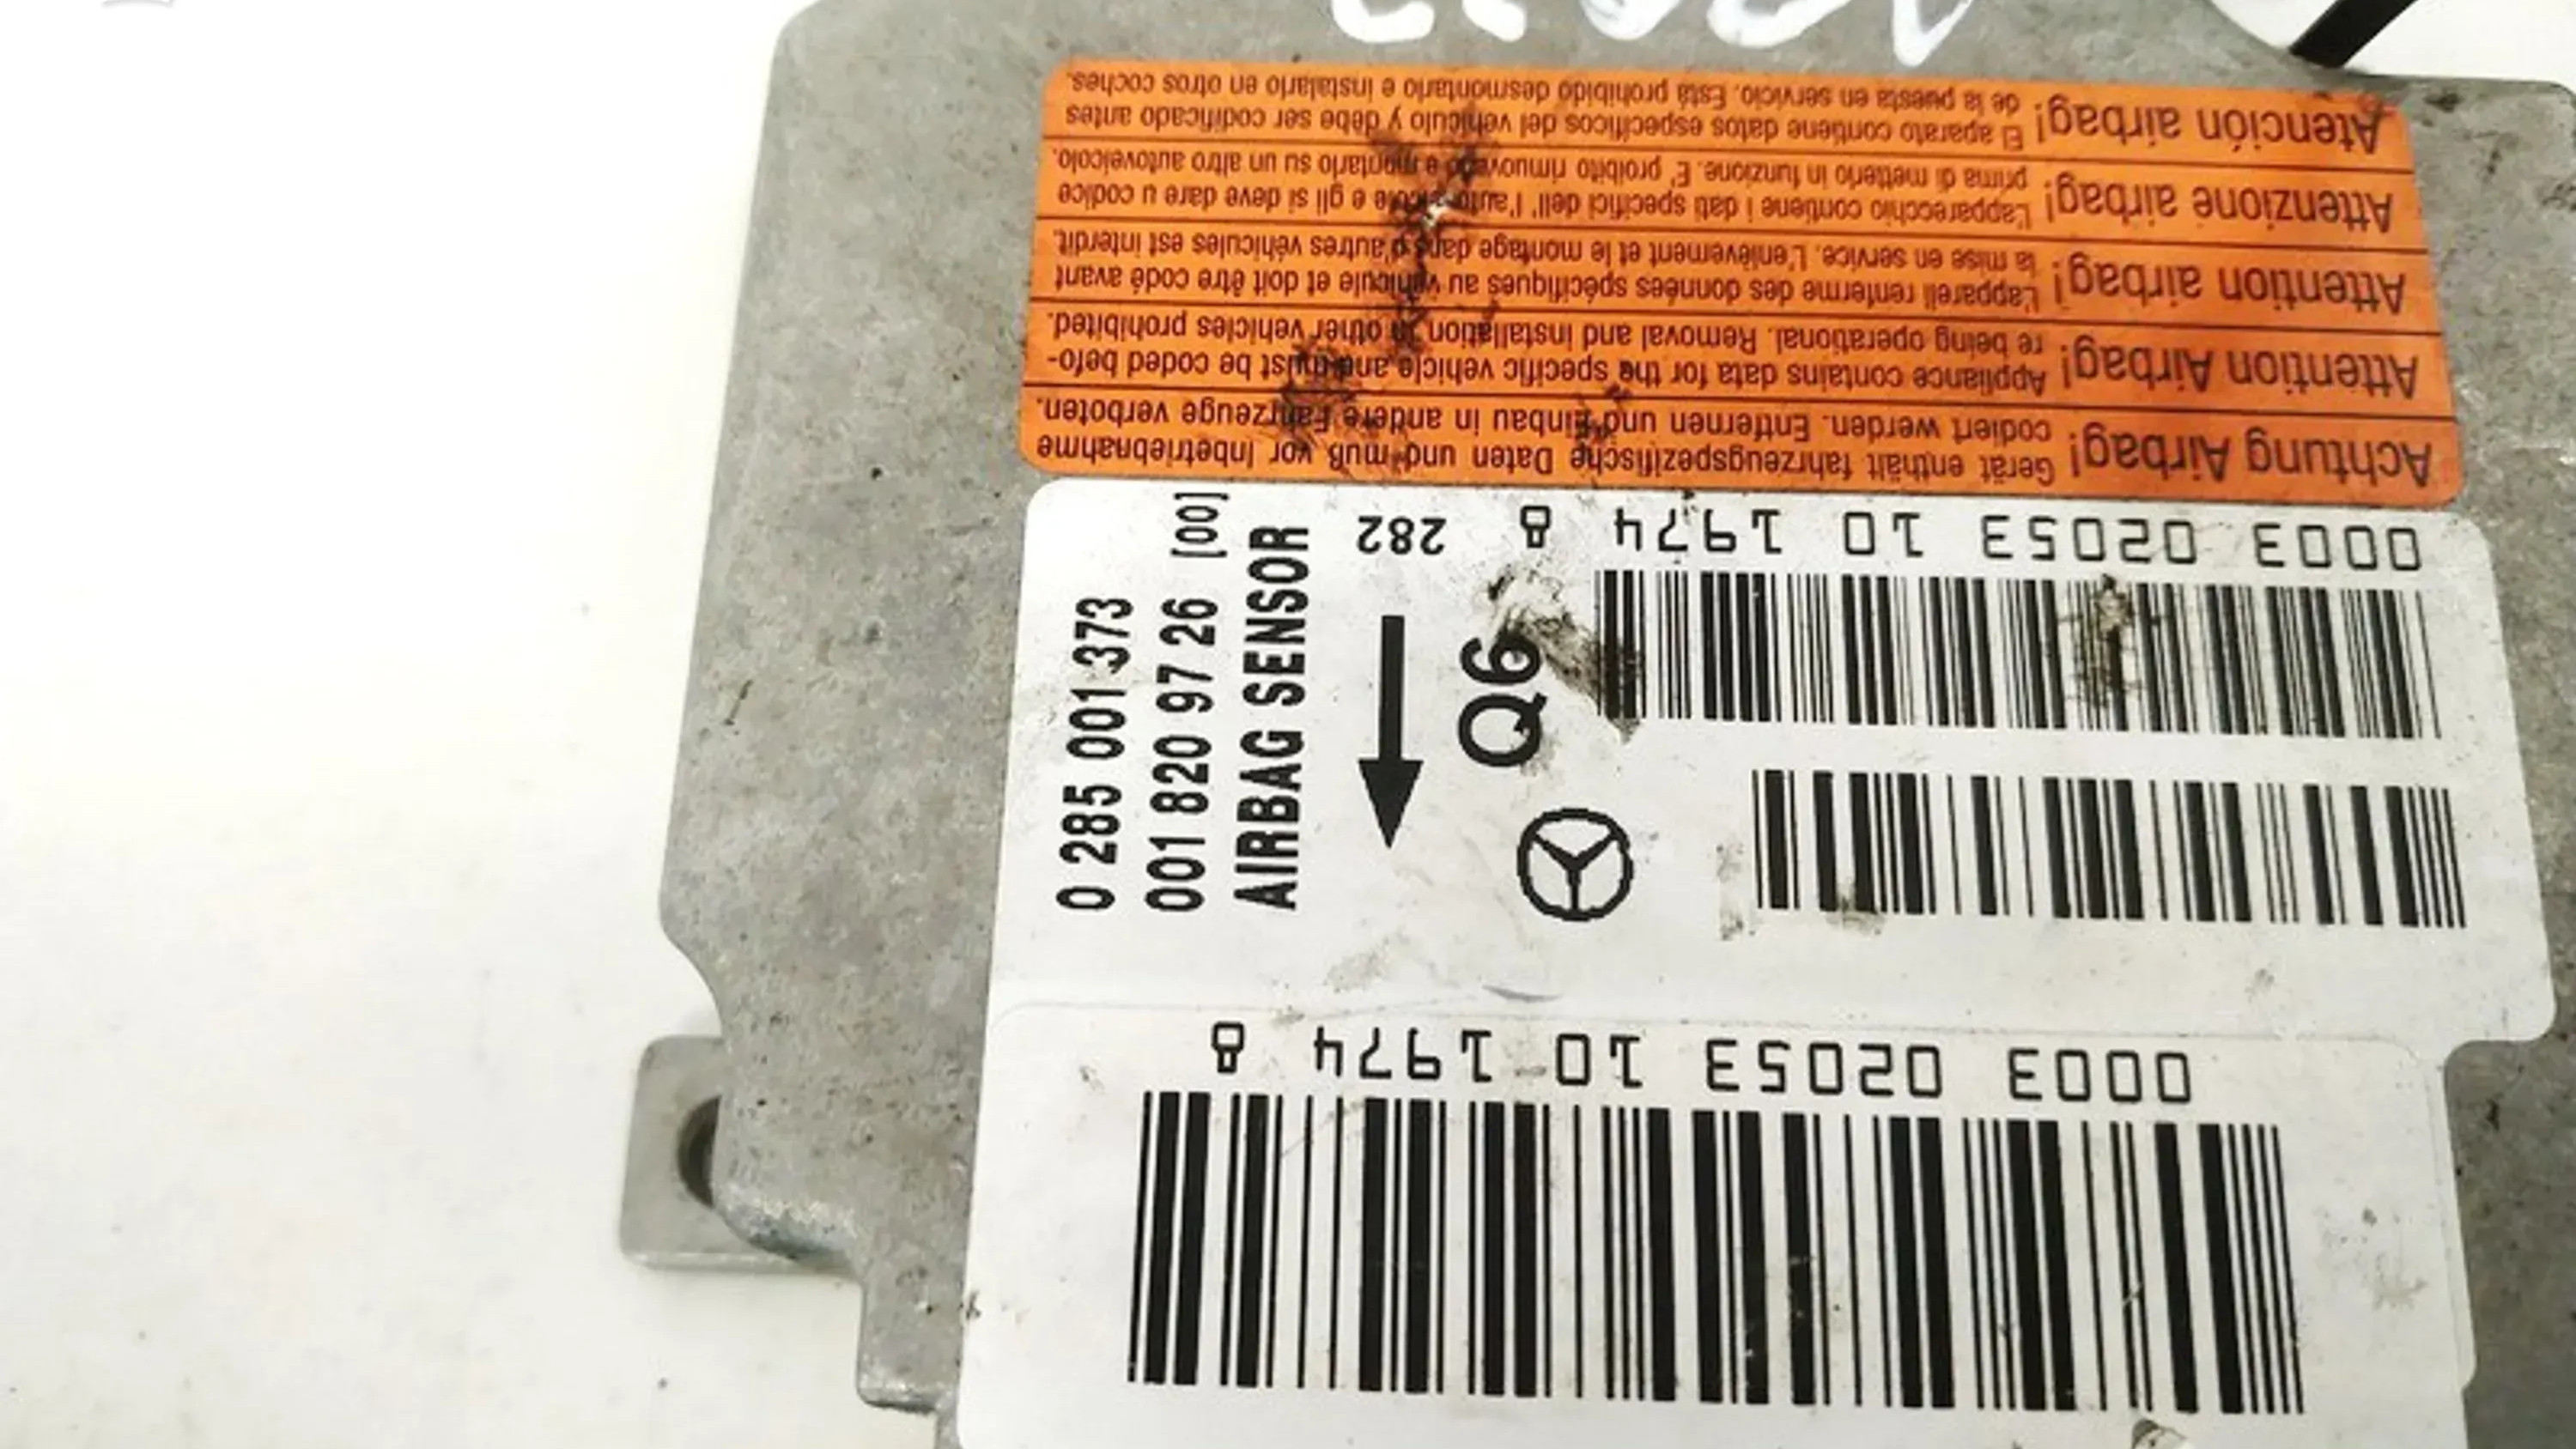 Achtung Airbag! Gerät enthält fahrzeugspezifische Daten und muß vor Inbetriebnahme
codiert werden. Entfernen und Einbau in andere Fahrzeuge verboten.
Attention Airbag! Appliance contains data for the specific vehicle and must be coded befo-
re being operational. Removal and installation in other vehicles prohibited.
Attention airbag! L'appareil renferme des données spécifiques au véhicule et doit être codé avant
la mise en service. L'enlèvement et le montage dans d'autres véhicules est interdit.
Attenzione airbag! L'apparecchio contiene i dati specifici dell' l'autoveicole e gli si deve dare u codice
prima di metterlo in funzione. E' proibito rimuoverlo e montarlo su un altro autoveicolo.
Atención airbag! El aparato contiene datos específicos del vehículo y debe ser codificado antes
de la puesta en servicio. Está prohibido desmontarlo e instalarlo en otros coches.
0 285 001 373
001 820 97 26 [00]
AIRBAG SENSOR
282
Q6
0003 02053 10 1974 8
0003 02053 10 1974 8